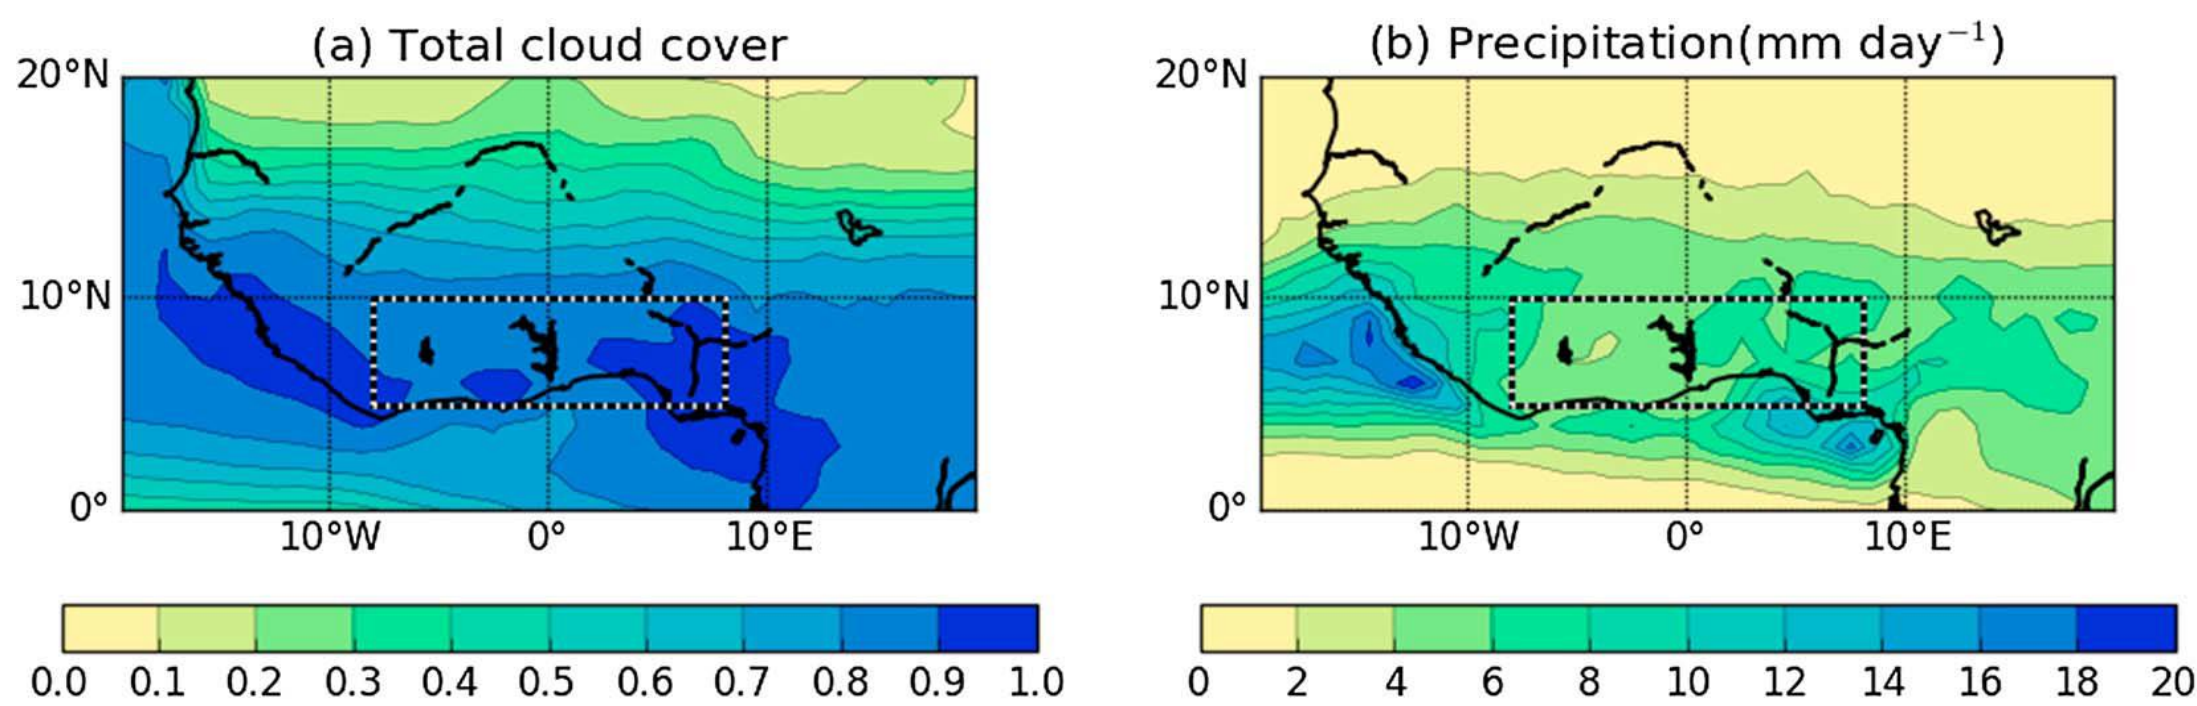 (a) Total cloud cover
20°N
10°N
0°
10°W 0° 10°E
0.0 0.1 0.2 0.3 0.4 0.5 0.6 0.7 0.8 0.9 1.0
(b) Precipitation(mm day⁻¹)
20°N
10°N
0°
10°W 0° 10°E
0 2 4 6 8 10 12 14 16 18 20